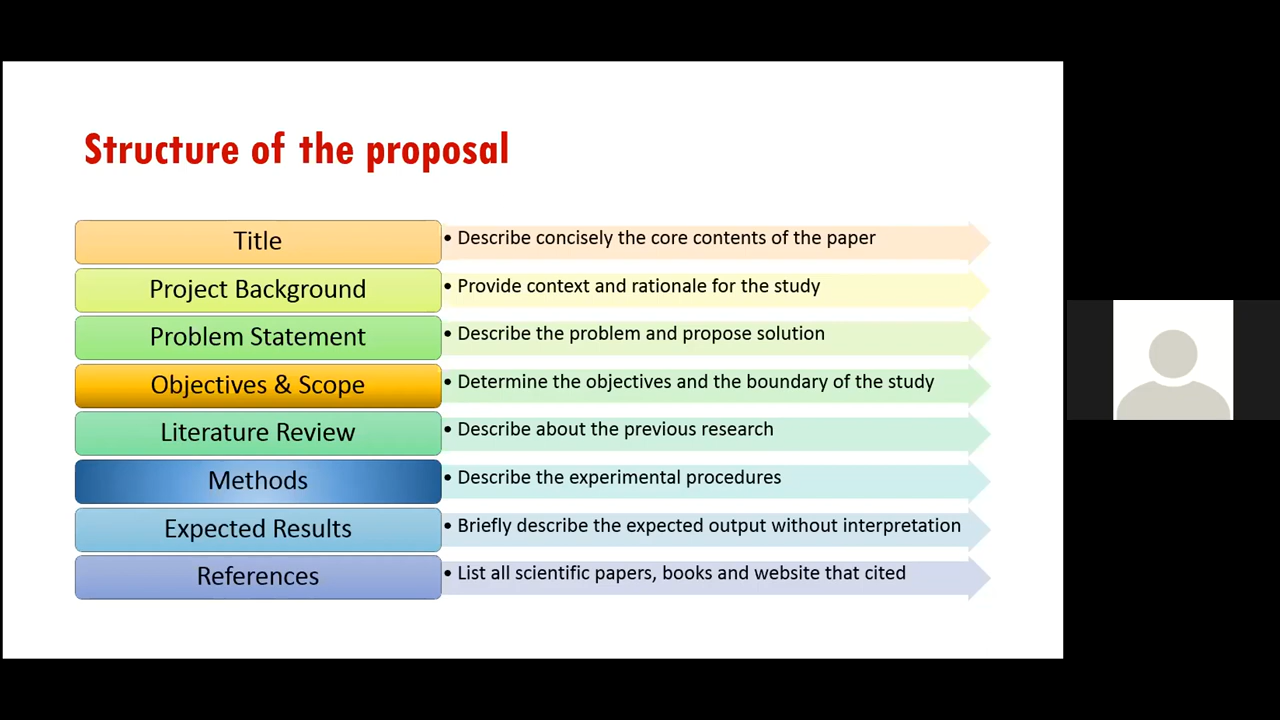 Structure of the proposal
Title
• Describe concisely the core contents of the paper
Project Background
• Provide context and rationale for the study
Problem Statement
• Describe the problem and propose solution
Objectives & Scope
• Determine the objectives and the boundary of the study
Literature Review
• Describe about the previous research
Methods
• Describe the experimental procedures
Expected Results
• Briefly describe the expected output without interpretation
References
• List all scientific papers, books and website that cited